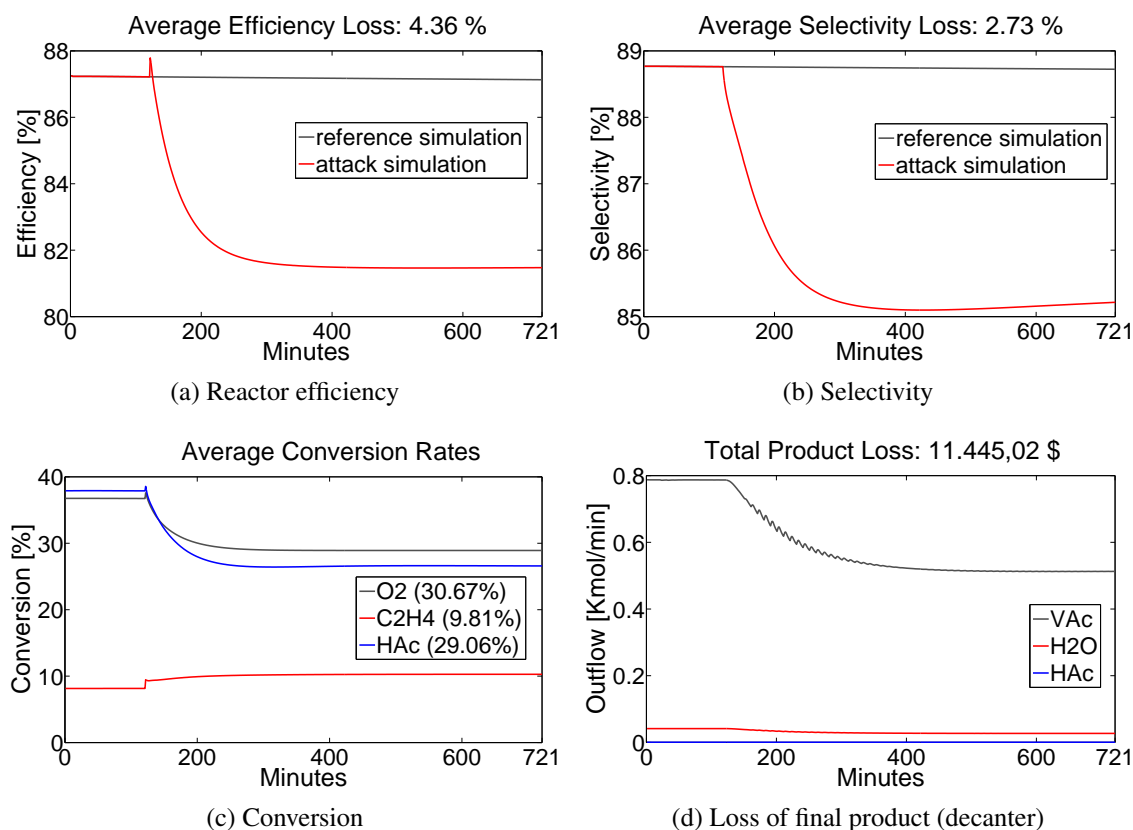 Average Efficiency Loss: 4.36 %
88
86
84
82
80
Efficiency [%]
reference simulation
attack simulation
0
200
400
600
721
Minutes
(a) Reactor efficiency
Average Selectivity Loss: 2.73 %
89
88
87
86
85
Selectivity [%]
reference simulation
attack simulation
0
200
400
600
721
Minutes
(b) Selectivity
Average Conversion Rates
40
30
20
10
0
Conversion [%]
O2 (30.67%)
C2H4 (9.81%)
HAc (29.06%)
0
200
400
600
721
Minutes
(c) Conversion
Total Product Loss: 11.445,02 $
0.8
0.6
0.4
0.2
0
Outflow [Kmol/min]
VAc
H2O
HAc
0
200
400
600
721
Minutes
(d) Loss of final product (decanter)